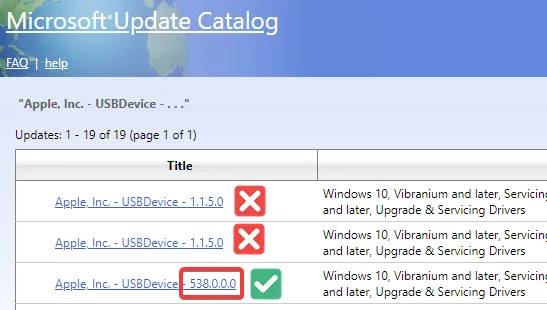 Microsoft®Update Catalog
FAQ | help
"Apple, Inc. - USBDevice - . . ."
Updates: 1 - 19 of 19 (page 1 of 1)
Title
Apple, Inc. - USBDevice - 1.1.5.0
Windows 10, Vibranium and later, Servicing
and later, Upgrade & Servicing Drivers
Apple, Inc. - USBDevice - 1.1.5.0
Windows 10, Vibranium and later, Servicing
and later, Upgrade & Servicing Drivers
Apple, Inc. - USBDevice - 538.0.0.0
Windows 10, Vibranium and later, Servicing
and later, Upgrade & Servicing Drivers